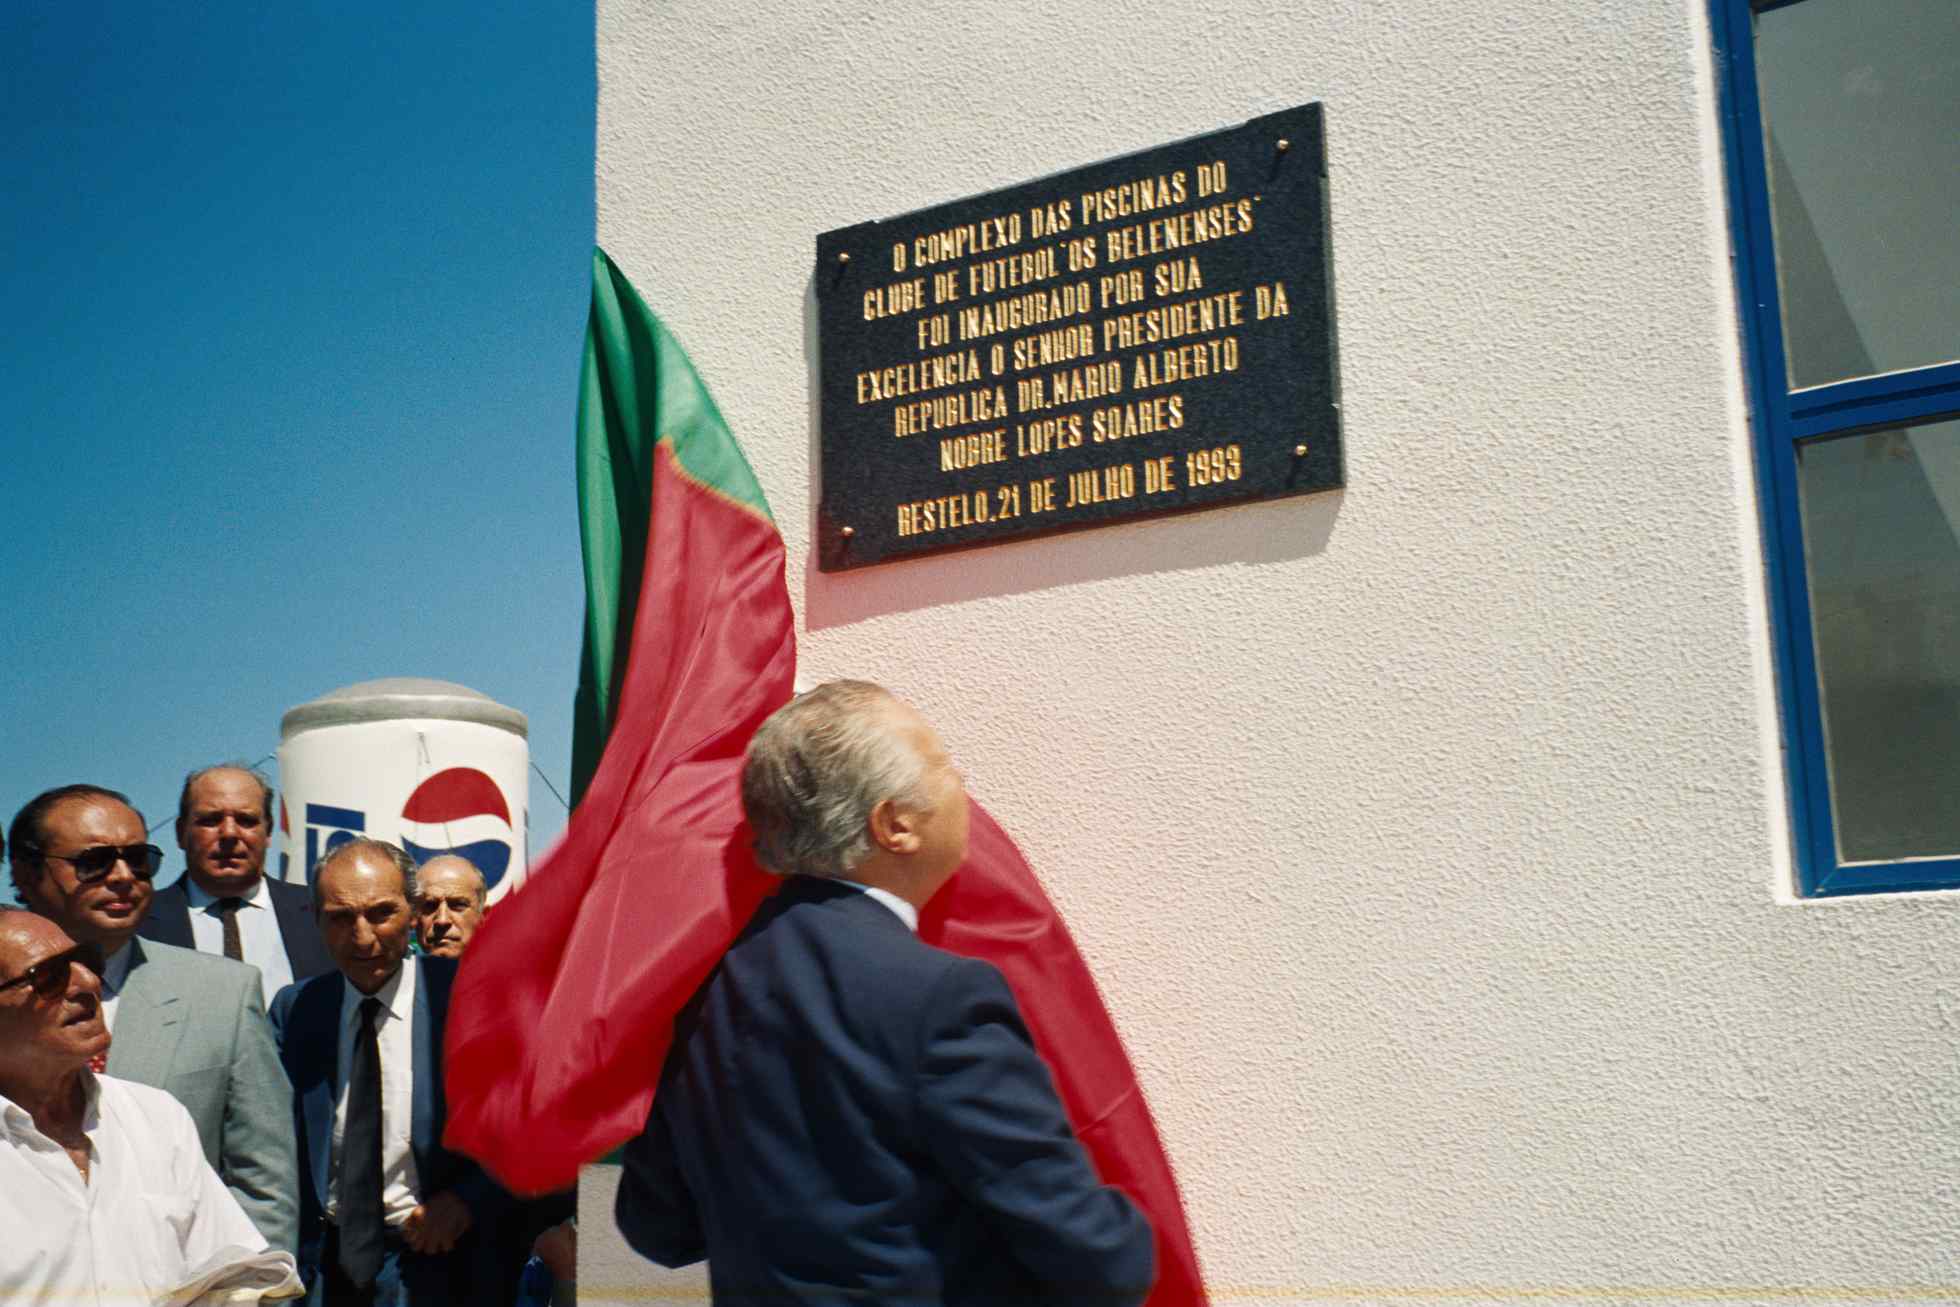 O COMPLEXO DAS PISCINAS DO
CLUBE DE FUTEBOL ̈OS BELENENSES ̈
FOI INAUGURADO POR SUA
EXCELENCIA O SENHOR PRESIDENTE DA
REPUBLICA DR.MARIO ALBERTO
NOBRE LOPES SOARES
RESTELO.21 DE JULHO DE 1993